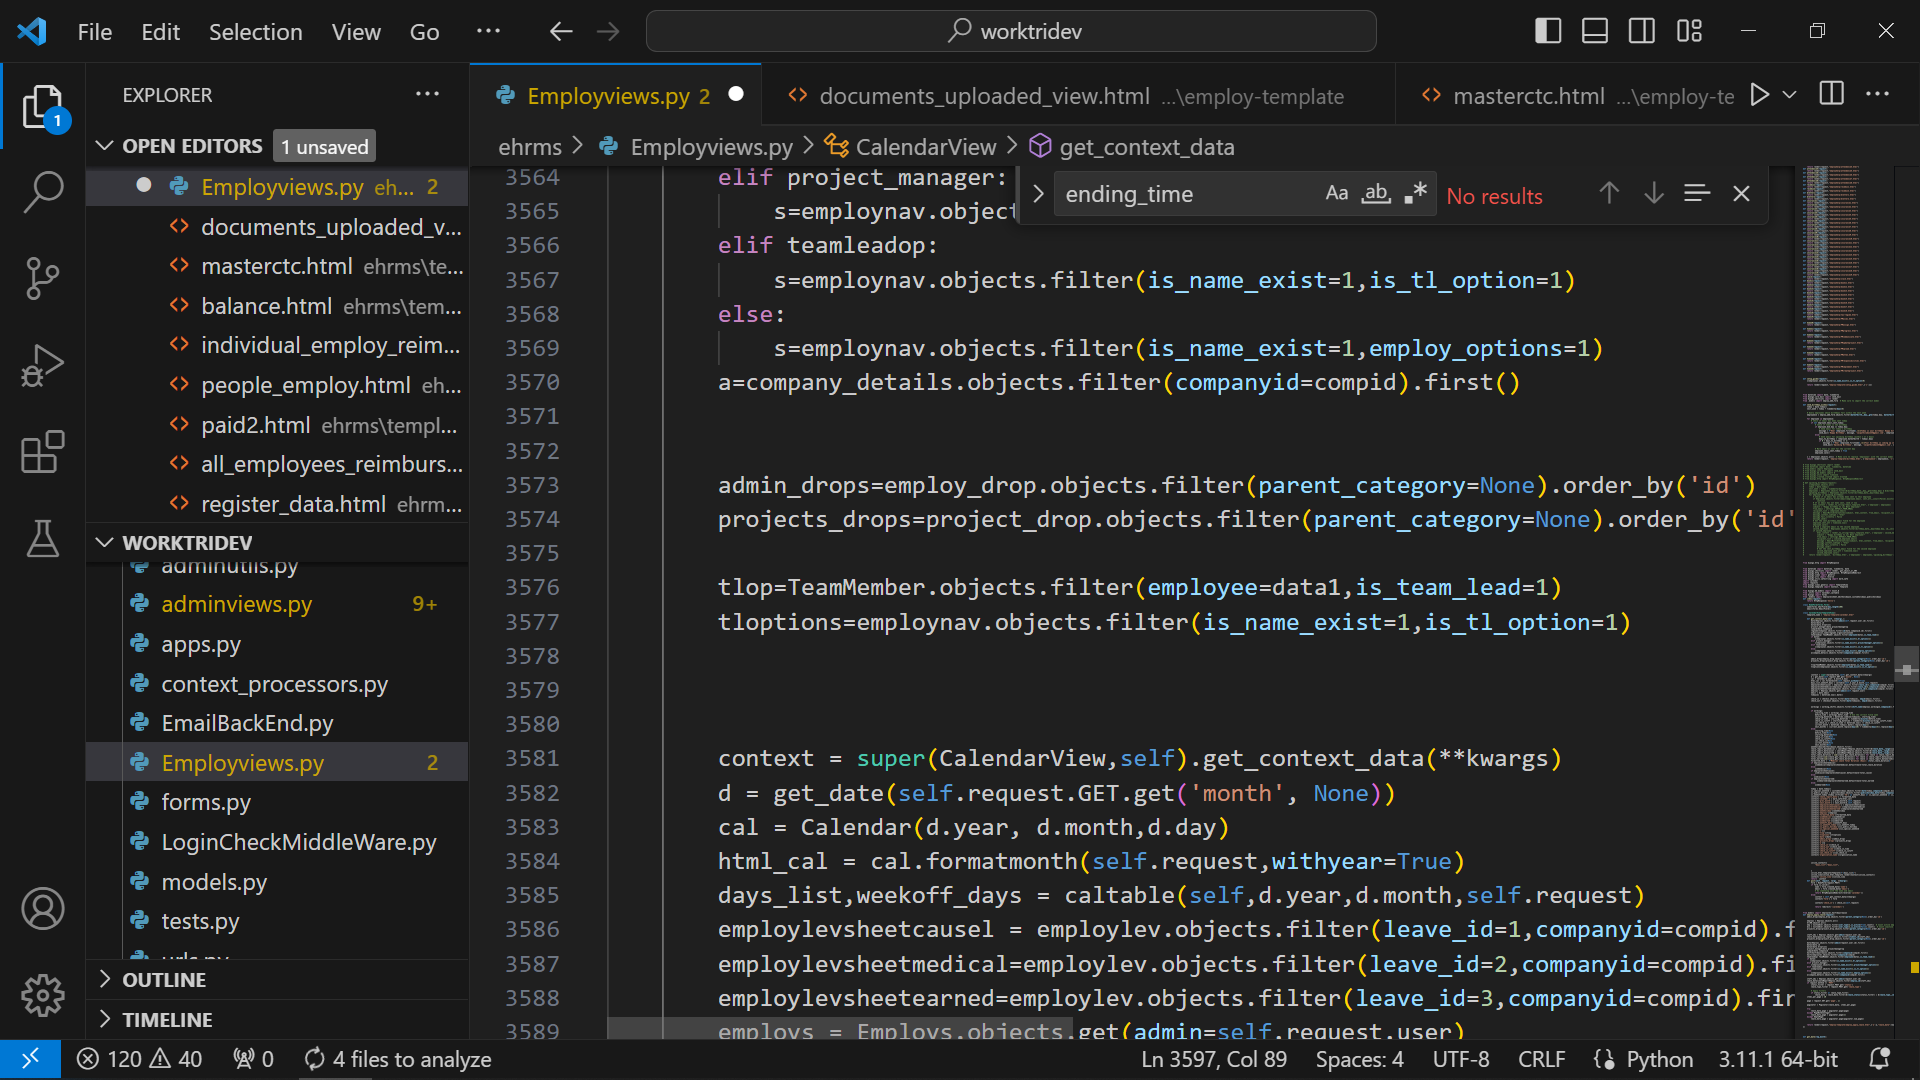 File Edit Selection View Go ··· worktridev
EXPLORER ···
OPEN EDITORS 1 unsaved
Employviews.py eh... 2
documents_uploaded_v...
masterctc.html ehrms\te...
balance.html ehrms\tem...
individual_employ_reim...
people_employ.html eh...
paid2.html ehrms\templ...
all_employees_reimburs...
register_data.html ehrm...
WORKTRIDEV
adminutils.py
adminviews.py 9+
apps.py
context_processors.py
EmailBackEnd.py
Employviews.py 2
forms.py
LoginCheckMiddleWare.py
models.py
tests.py
urls.py
OUTLINE
TIMELINE
1
Employviews.py 2 documents_uploaded_view.html ...\employ-template masterctc.html ...\employ-te ···
ehrms > Employviews.py > CalendarView > get_context_data
ending_time Aa ab No results
3564 elif project_manager:
3565 s=employnav.object
3566 elif teamleadop:
3567 s=employnav.objects.filter(is_name_exist=1,is_tl_option=1)
3568 else:
3569 s=employnav.objects.filter(is_name_exist=1,employ_options=1)
3570 a=company_details.objects.filter(companyid=compid).first()
3571
3572
3573 admin_drops=employ_drop.objects.filter(parent_category=None).order_by('id')
3574 projects_drops=project_drop.objects.filter(parent_category=None).order_by('id'
3575
3576 tlop=TeamMember.objects.filter(employee=data1,is_team_lead=1)
3577 tloptions=employnav.objects.filter(is_name_exist=1,is_tl_option=1)
3578
3579
3580
3581 context = super(CalendarView,self).get_context_data(**kwargs)
3582 d = get_date(self.request.GET.get('month', None))
3583 cal = Calendar(d.year, d.month,d.day)
3584 html_cal = cal.formatmonth(self.request,withyear=True)
3585 days_list,weekoff_days = caltable(self,d.year,d.month,self.request)
3586 employlevsheetcausel = employlev.objects.filter(leave_id=1,companyid=compid).f
3587 employlevsheetmedical=employlev.objects.filter(leave_id=2,companyid=compid).fi
3588 employlevsheetearned=employlev.objects.filter(leave_id=3,companyid=compid).fir
3589 employs = Employs.objects.get(admin=self.request.user)
120 40 0 4 files to analyze Ln 3597, Col 89 Spaces: 4 UTF-8 CRLF Python 3.11.1 64-bit